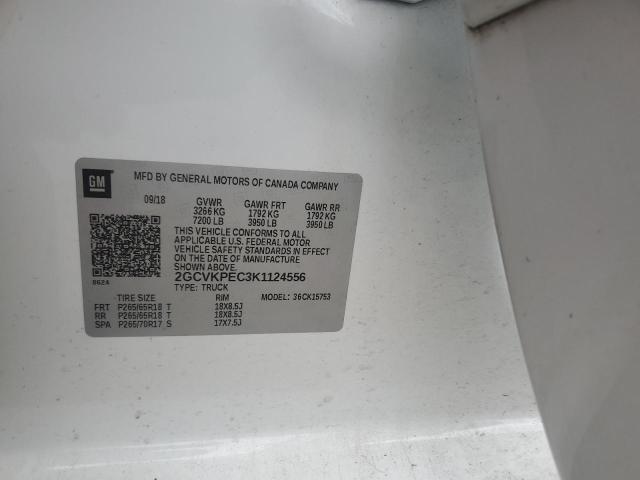 GM
MFD BY GENERAL MOTORS OF CANADA COMPANY
09/18 GVWR GAWR FRT GAWR RR
3266 KG 1792 KG 1792 KG
7200 LB 3950 LB 3950 LB
THIS VEHICLE CONFORMS TO ALL
APPLICABLE U.S. FEDERAL MOTOR
VEHICLE SAFETY STANDARDS IN EFFECT
ON THE DATE OF MANUFACTURE
SHOWN ABOVE.
8624 2GCVKPEC3K1124556
TYPE: TRUCK
TIRE SIZE RIM MODEL: 36CK15753
FRT P265/65R18 T 18X8.5J
RR P265/65R18 T 18X8.5J
SPA P265/70R17 S 17X7.5J